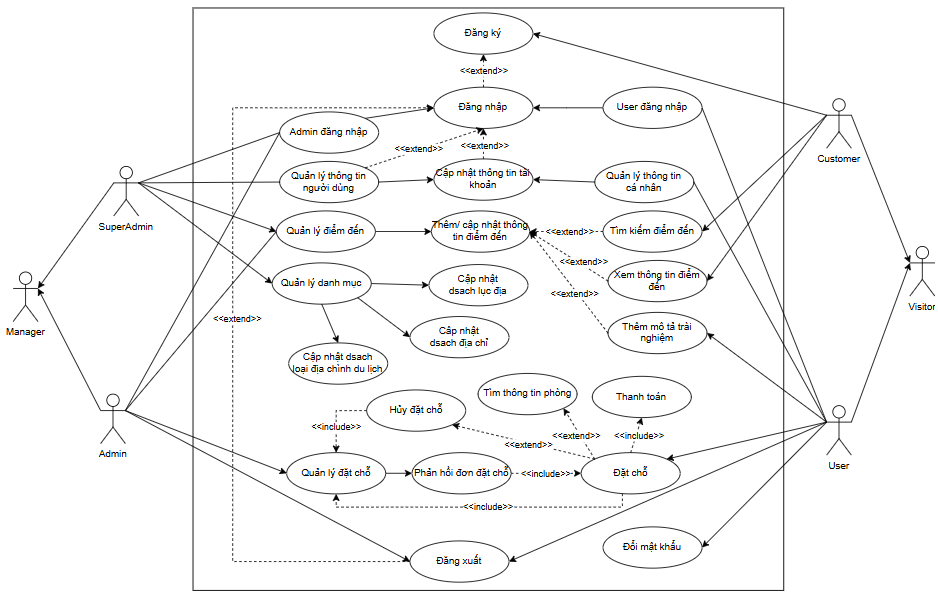 Đăng ký
<<extend>>
Đăng nhập
User đăng nhập
Admin đăng nhập
<<extend>>
<<extend>>
Customer
Quản lý thông tin
người dùng
Cập nhật thông tin tài
khoản
Quản lý thông tin
cá nhân
SuperAdmin
Quản lý điểm đến
Thêm/ cập nhật thông
tin điểm đến
<<extend>>
Tìm kiếm điểm đến
<<extend>>
Xem thông tin điểm
đến
Quản lý danh mục
Cập nhật
dsach lục địa
<<extend>>
Visitor
Manager
<<extend>>
Thêm mô tả trải
nghiệm
Cập nhật
dsach địa chỉ
Cập nhật dsach
loại địa chình du lịch
Tìm thông tin phòng
Thanh toán
Hủy đặt chỗ
<<include>>
<<extend>>
<<extend>>
<<include>>
Admin
User
Quản lý đặt chỗ
Phản hồi đơn đặt chỗ
<<include>>
Đặt chỗ
<<include>>
Đăng xuất
Đổi mật khẩu